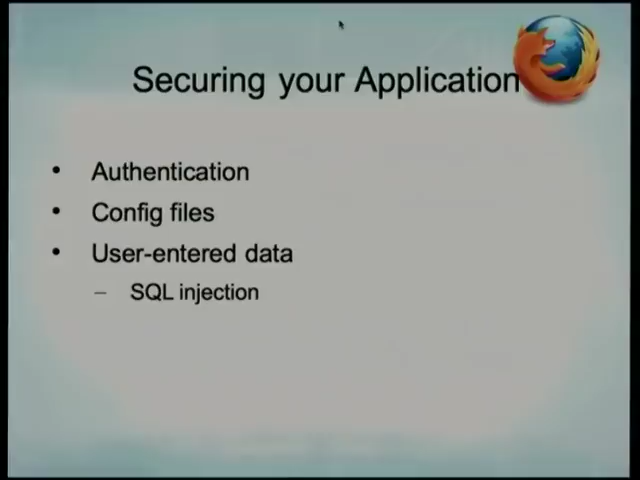 Securing your Application
• Authentication
• Config files
• User-entered data
– SQL injection